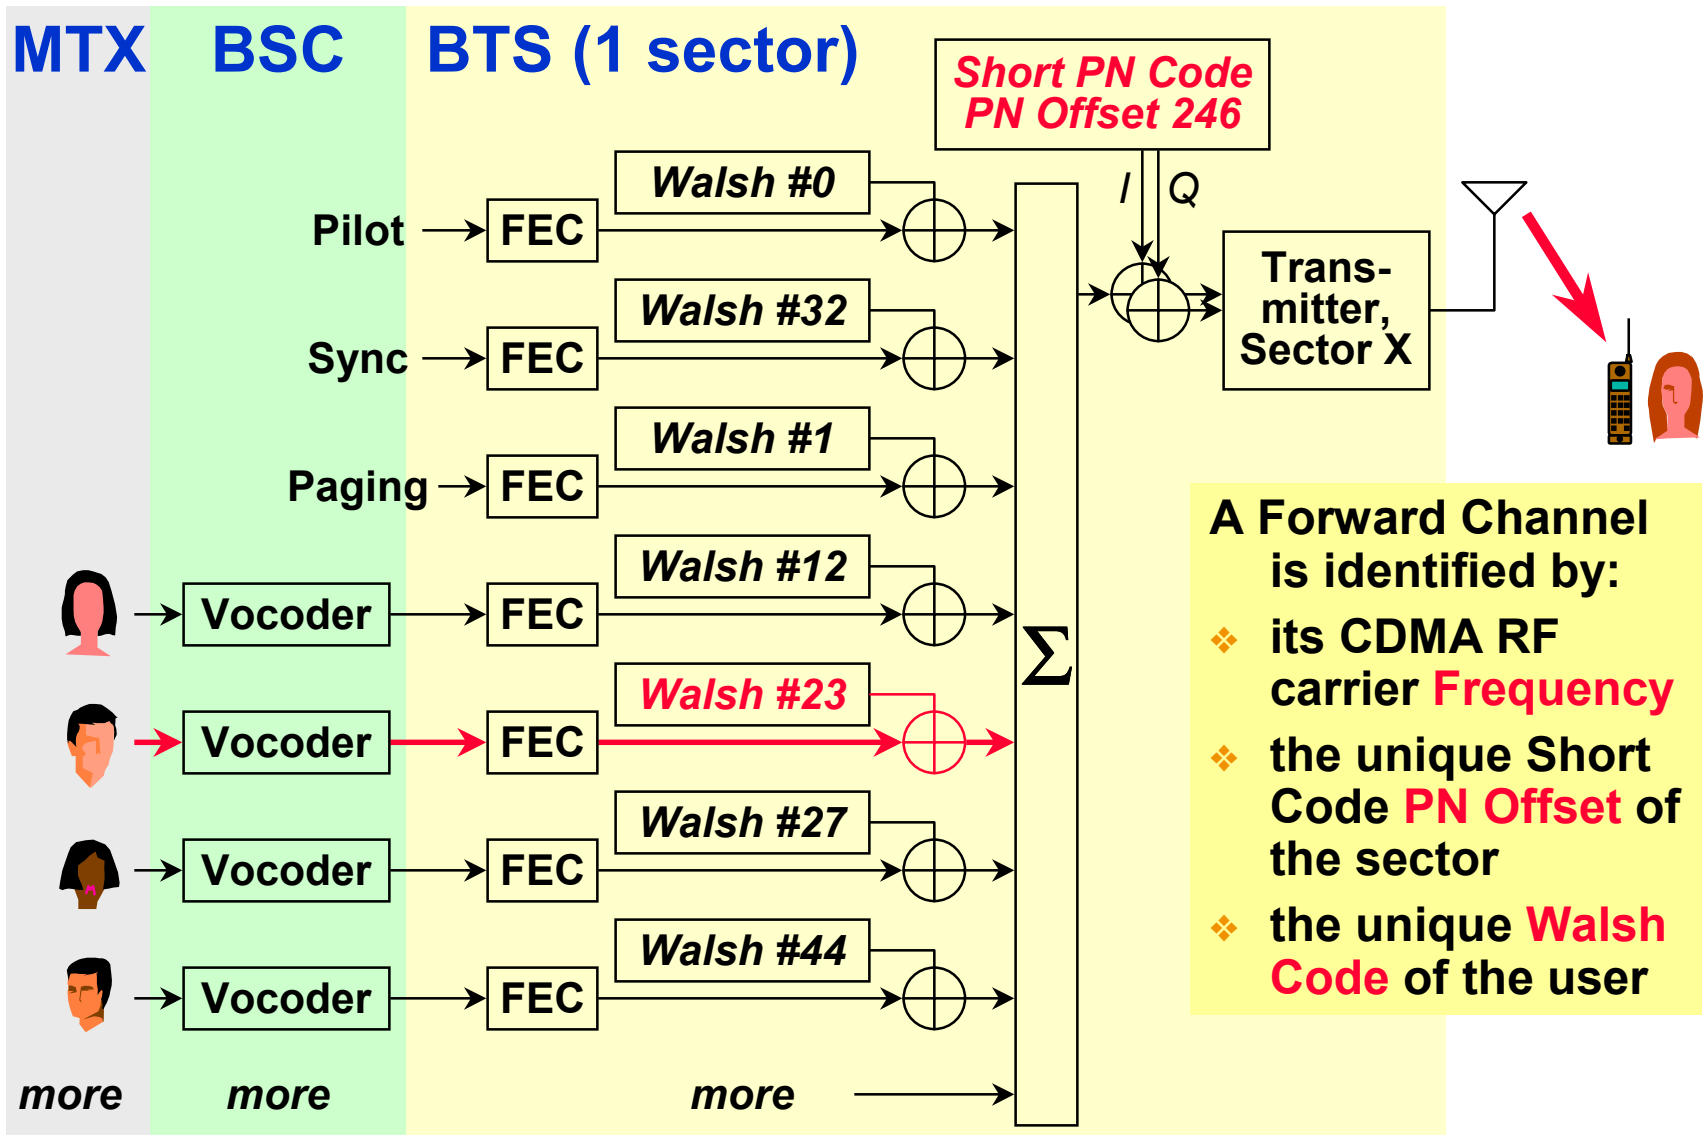 MTX
BSC
BTS (1 sector)
Short PN Code
PN Offset 246
I
Q
Walsh #0
Pilot
FEC
Walsh #32
Sync
FEC
Walsh #1
Paging
FEC
Trans-
mitter,
Sector X
Walsh #12
Vocoder
FEC
Walsh #23
Vocoder
FEC
Walsh #27
Vocoder
FEC
Walsh #44
Vocoder
FEC
more
more
more
Σ
A Forward Channel
is identified by:
❖ its CDMA RF
carrier Frequency
❖ the unique Short
Code PN Offset of
the sector
❖ the unique Walsh
Code of the user